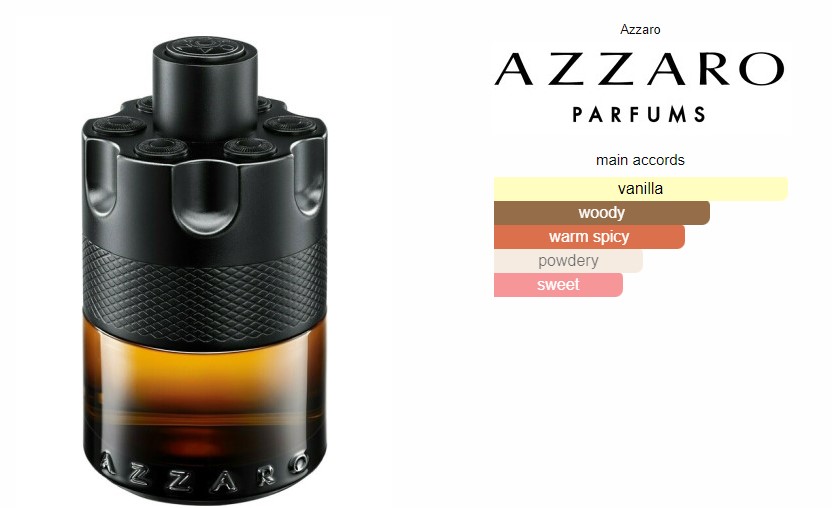 Azzaro
AZZARO
PARFUMS
main accords
vanilla
woody
warm spicy
powdery
sweet
AZZARO